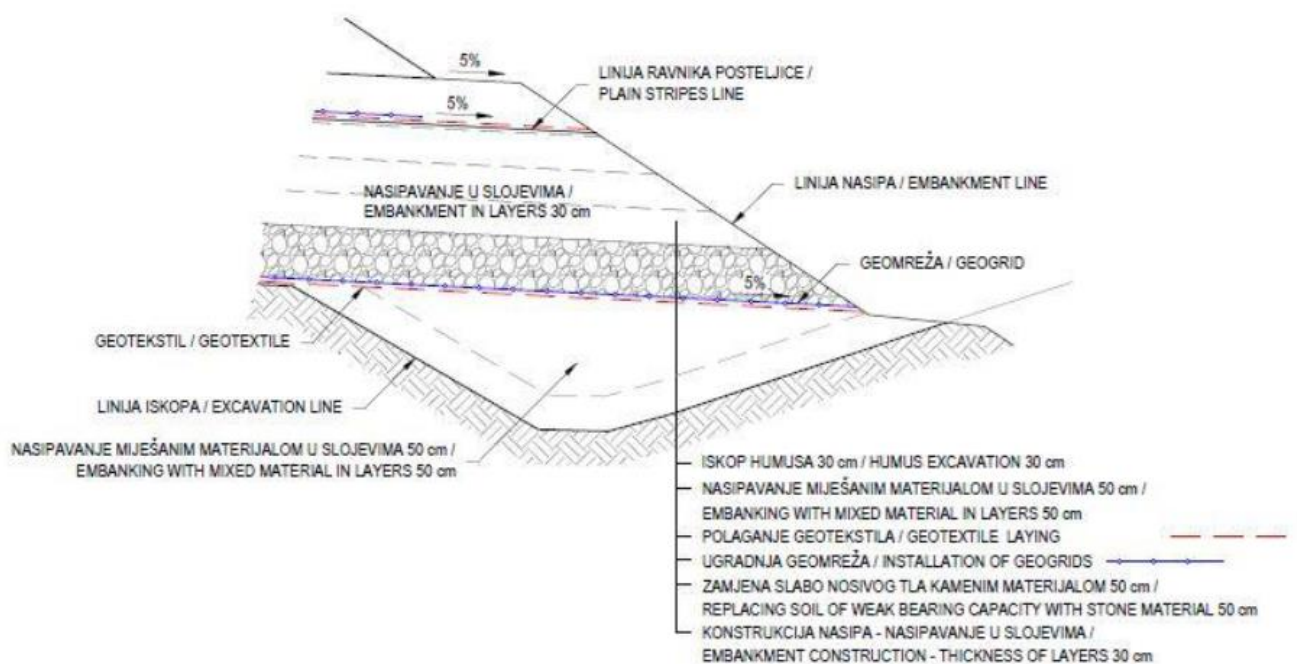 5%
LINIJA RAVNIKA POSTELJICE /
PLAIN STRIPES LINE
5%
LINIJA NASIPA / EMBANKMENT LINE
NASIPAVANJE U SLOJEVIMA /
EMBANKMENT IN LAYERS 30 cm
GEOMREŽA / GEOGRID
5%
GEOTEKSTIL / GEOTEXTILE
LINIJA ISKOPA / EXCAVATION LINE
NASIPAVANJE MIJEŠANIM MATERIJALOM U SLOJEVIMA 50 cm /
EMBANKING WITH MIXED MATERIAL IN LAYERS 50 cm
ISKOP HUMUSA 30 cm / HUMUS EXCAVATION 30 cm
NASIPAVANJE MIJEŠANIM MATERIJALOM U SLOJEVIMA 50 cm /
EMBANKING WITH MIXED MATERIAL IN LAYERS 50 cm
POLAGANJE GEOTEKSTILA / GEOTEXTILE LAYING
UGRADNJA GEOMREŽA / INSTALLATION OF GEOGRIDS
ZAMJENA SLABO NOSIVOG TLA KAMENIM MATERIJALOM 50 cm /
REPLACING SOIL OF WEAK BEARING CAPACITY WITH STONE MATERIAL 50 cm
KONSTRUKCIJA NASIPA - NASIPAVANJE U SLOJEVIMA /
EMBANKMENT CONSTRUCTION - THICKNESS OF LAYERS 30 cm